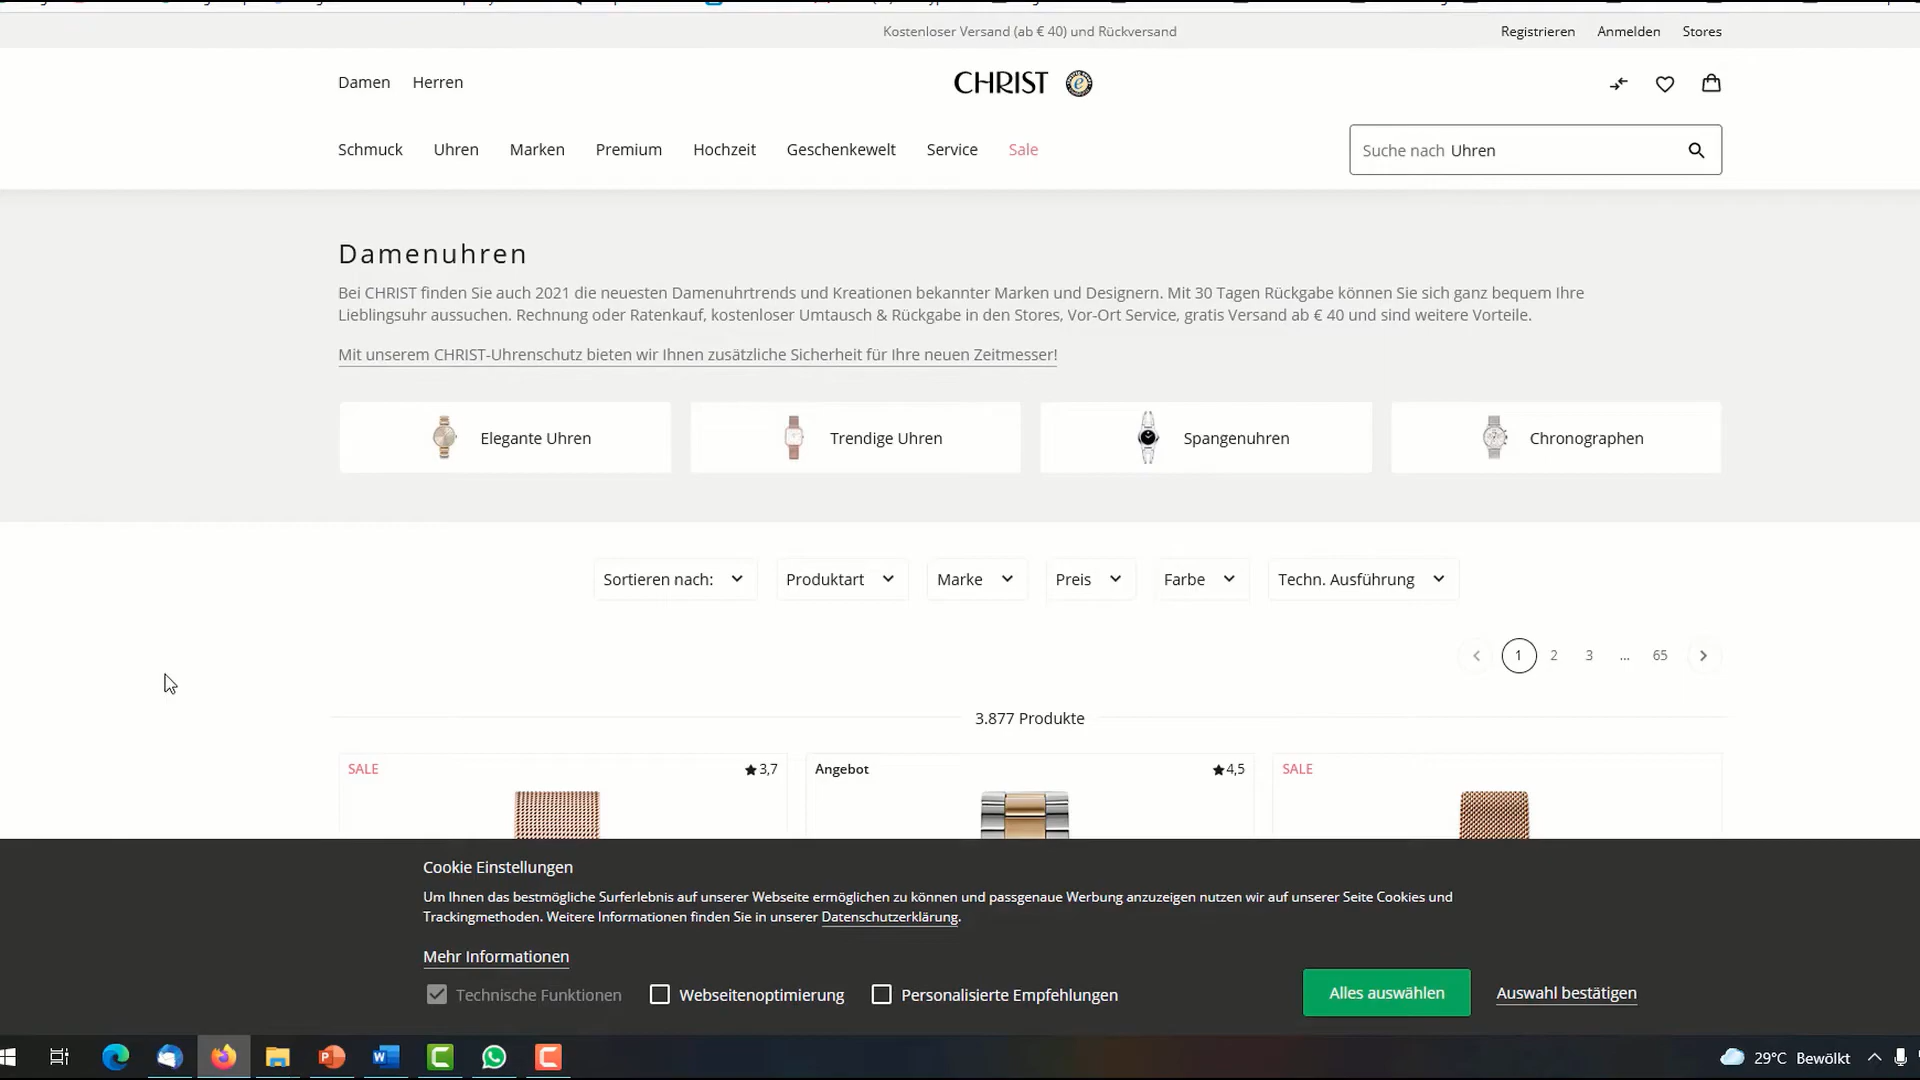 Kostenloser Versand (ab € 40) und Rückversand
Registrieren Anmelden Stores
Damen Herren
CHRIST
Schmuck Uhren Marken Premium Hochzeit Geschenkewelt Service Sale
Suche nach Uhren
Damenuhren
Bei CHRIST finden Sie auch 2021 die neuesten Damenuhrtrends und Kreationen bekannter Marken und Designern. Mit 30 Tagen Rückgabe können Sie sich ganz bequem Ihre
Lieblingsuhr aussuchen. Rechnung oder Ratenkauf, kostenloser Umtausch & Rückgabe in den Stores, Vor-Ort Service, gratis Versand ab € 40 und sind weitere Vorteile.
Mit unserem CHRIST-Uhrenschutz bieten wir Ihnen zusätzliche Sicherheit für Ihre neuen Zeitmesser!
Elegante Uhren Trendige Uhren Spangenuhren Chronographen
Sortieren nach: Produktart Marke Preis Farbe Techn. Ausführung
1 2 3 ... 65
3.877 Produkte
SALE 3,7 Angebot 4,5 SALE
Cookie Einstellungen
Um Ihnen das bestmögliche Surferlebnis auf unserer Webseite ermöglichen zu können und passgenaue Werbung anzuzeigen nutzen wir auf unserer Seite Cookies und
Trackingmethoden. Weitere Informationen finden Sie in unserer Datenschutzerklärung.
Mehr Informationen
Technische Funktionen Webseitenoptimierung Personalisierte Empfehlungen
Alles auswählen Auswahl bestätigen
29°C Bewölkt